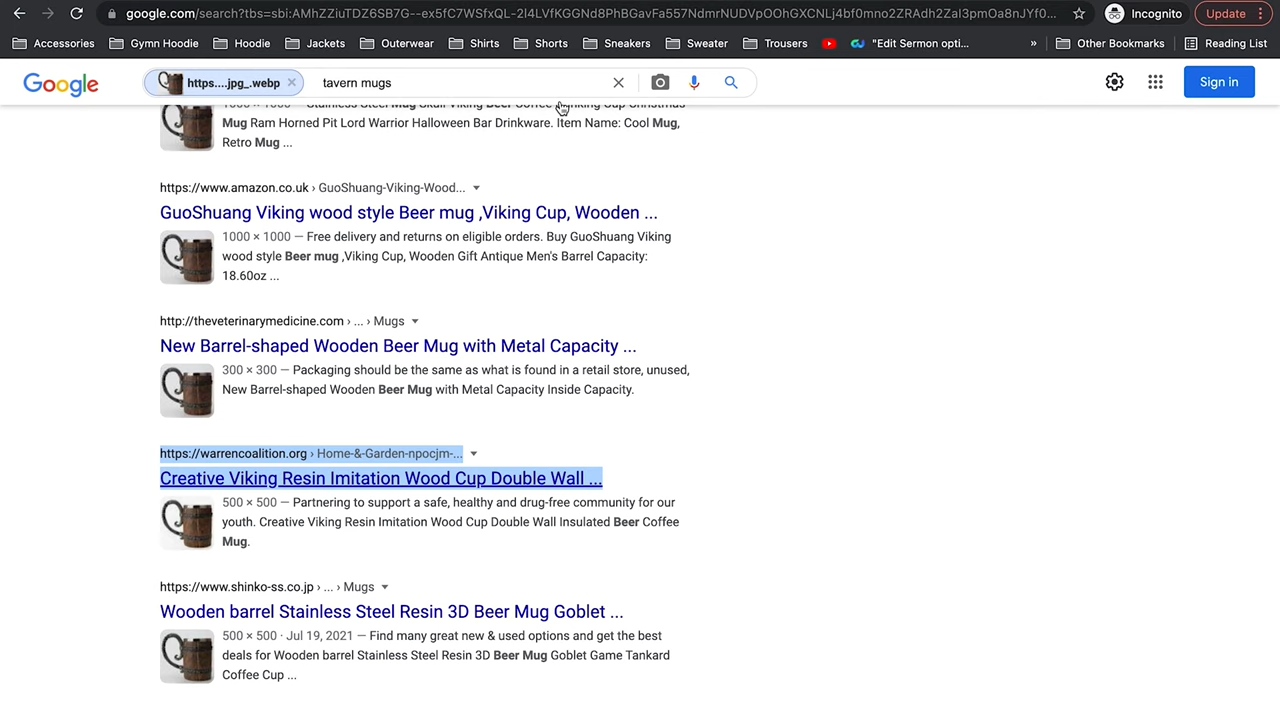 google.com/search?tbs=sbi:AMhZZiuTDZ6SB7G--ex5fC7WSfxQL-2l4LVfKGGNd8PhBGavFa557NdmrNUDVpOOhGXCNLj4bf0mno2ZRAdh2Zal3pmOa8nJYf0... Incognito Update
Accessories Gymn Hoodie Hoodie Jackets Outerwear Shirts Shorts Sneakers Sweater Trousers "Edit Sermon opti... » Other Bookmarks Reading List
Google https....jpg_.webp × tavern mugs Sign in
Mug Ram Horned Pit Lord Warrior Halloween Bar Drinkware. Item Name: Cool Mug,
Retro Mug ...
https://www.amazon.co.uk › GuoShuang-Viking-Wood...
GuoShuang Viking wood style Beer mug ,Viking Cup, Wooden ...
1000 × 1000 — Free delivery and returns on eligible orders. Buy GuoShuang Viking
wood style Beer mug ,Viking Cup, Wooden Gift Antique Men's Barrel Capacity:
18.60oz ...
http://theveterinarymedicine.com › ... › Mugs
New Barrel-shaped Wooden Beer Mug with Metal Capacity ...
300 × 300 — Packaging should be the same as what is found in a retail store, unused,
New Barrel-shaped Wooden Beer Mug with Metal Capacity Inside Capacity.
https://warrencoalition.org › Home-&-Garden-npocjm-...
Creative Viking Resin Imitation Wood Cup Double Wall ...
500 × 500 — Partnering to support a safe, healthy and drug-free community for our
youth. Creative Viking Resin Imitation Wood Cup Double Wall Insulated Beer Coffee
Mug.
https://www.shinko-ss.co.jp › ... › Mugs
Wooden barrel Stainless Steel Resin 3D Beer Mug Goblet ...
500 × 500 · Jul 19, 2021 — Find many great new & used options and get the best
deals for Wooden barrel Stainless Steel Resin 3D Beer Mug Goblet Game Tankard
Coffee Cup ...